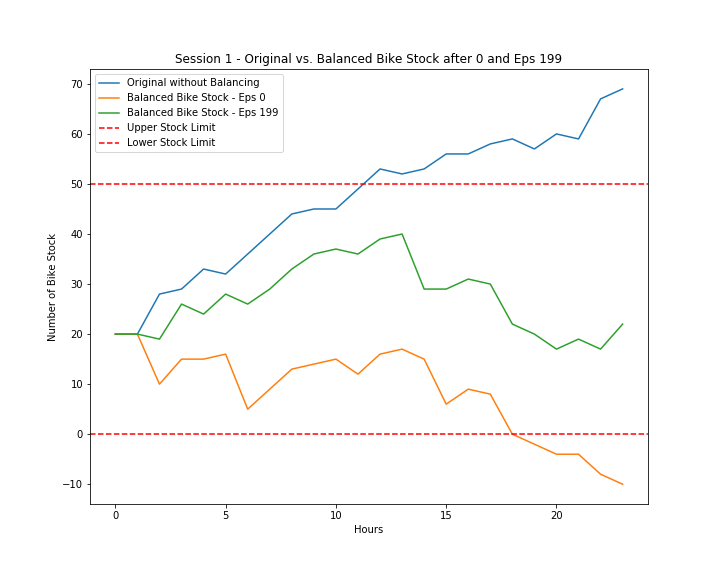 Session 1 - Original vs. Balanced Bike Stock after 0 and Eps 199
Original without Balancing
Balanced Bike Stock - Eps 0
Balanced Bike Stock - Eps 199
Upper Stock Limit
Lower Stock Limit
Number of Bike Stock
70
60
50
40
30
20
10
0
−10
0
5
10
15
20
Hours